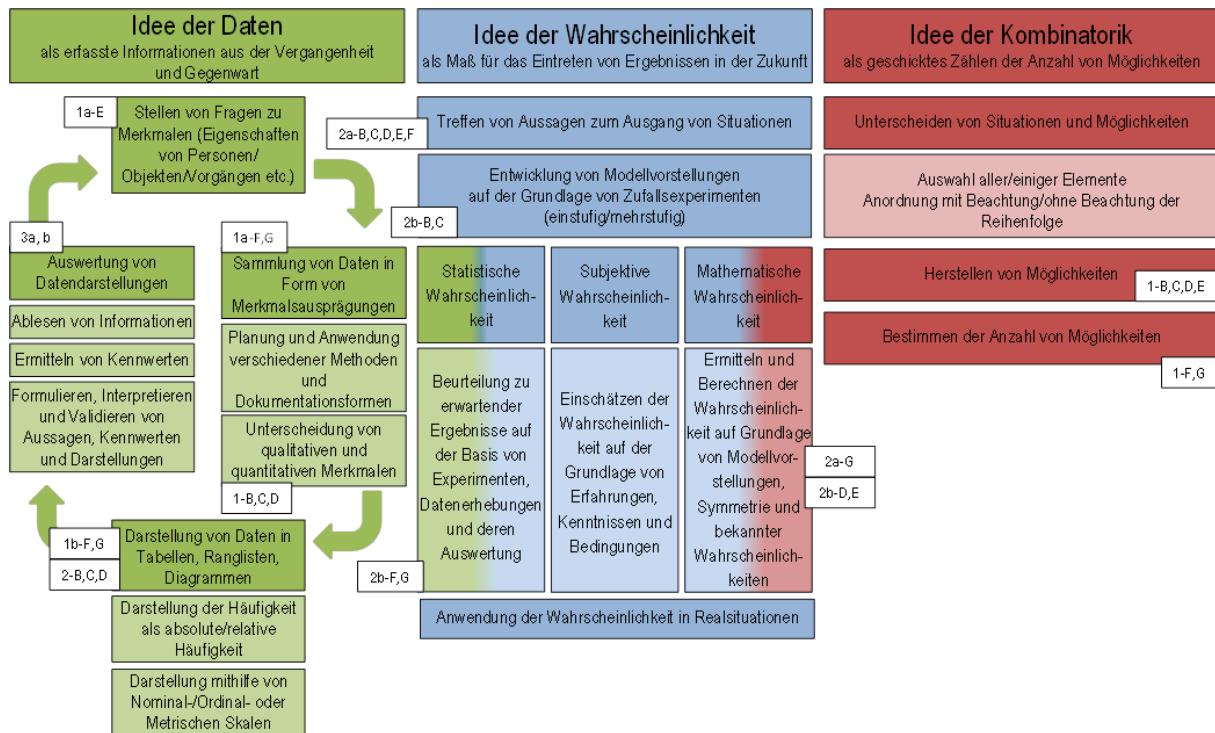 Idee der Daten
als erfasste Informationen aus der Vergangenheit
und Gegenwart
1a-E
Stellen von Fragen zu
Merkmalen (Eigenschaften
von Personen/
Objekten/Vorgängen etc.)
3a, b
Auswertung von
Datendarstellungen
Ablesen von Informationen
Ermitteln von Kennwerten
Formulieren, Interpretieren
und Validieren von
Aussagen, Kennwerten
und Darstellungen
1a-F,G
Sammlung von Daten in
Form von
Merkmalsausprägungen
Planung und Anwendung
verschiedener Methoden
und
Dokumentationsformen
Unterscheidung von
qualitativen und
quantitativen Merkmalen
1-B,C,D
1b-F,G
2-B,C,D
Darstellung von Daten in
Tabellen, Ranglisten,
Diagrammen
Darstellung der Häufigkeit
als absolute/relative
Häufigkeit
Darstellung mithilfe von
Nominal-/Ordinal- oder
Metrischen Skalen
Idee der Wahrscheinlichkeit
als Maß für das Eintreten von Ergebnissen in der Zukunft
2a-B,C,D,E,F
Treffen von Aussagen zum Ausgang von Situationen
Entwicklung von Modellvorstellungen
auf der Grundlage von Zufallsexperimenten
(einstufig/mehrstufig)
2b-B,C
Statistische
Wahrscheinlich-
keit
Beurteilung zu
erwartender
Ergebnisse auf
der Basis von
Experimenten,
Datenerhebungen
und deren
Auswertung
2b-F,G
Subjektive
Wahrscheinlich-
keit
Einschätzen der
Wahrscheinlich-
keit auf der
Grundlage von
Erfahrungen,
Kenntnissen und
Bedingungen
Mathematische
Wahrscheinlich-
keit
Ermitteln und
Berechnen der
Wahrscheinlich-
keit auf Grundlage
von Modellvor-
stellungen,
Symmetrie und
bekannter
Wahrscheinlich-
keiten
2a-G
2b-D,E
Anwendung der Wahrscheinlichkeit in Realsituationen
Idee der Kombinatorik
als geschicktes Zählen der Anzahl von Möglichkeiten
Unterscheiden von Situationen und Möglichkeiten
Auswahl aller/einiger Elemente
Anordnung mit Beachtung/ohne Beachtung der
Reihenfolge
Herstellen von Möglichkeiten
1-B,C,D,E
Bestimmen der Anzahl von Möglichkeiten
1-F,G